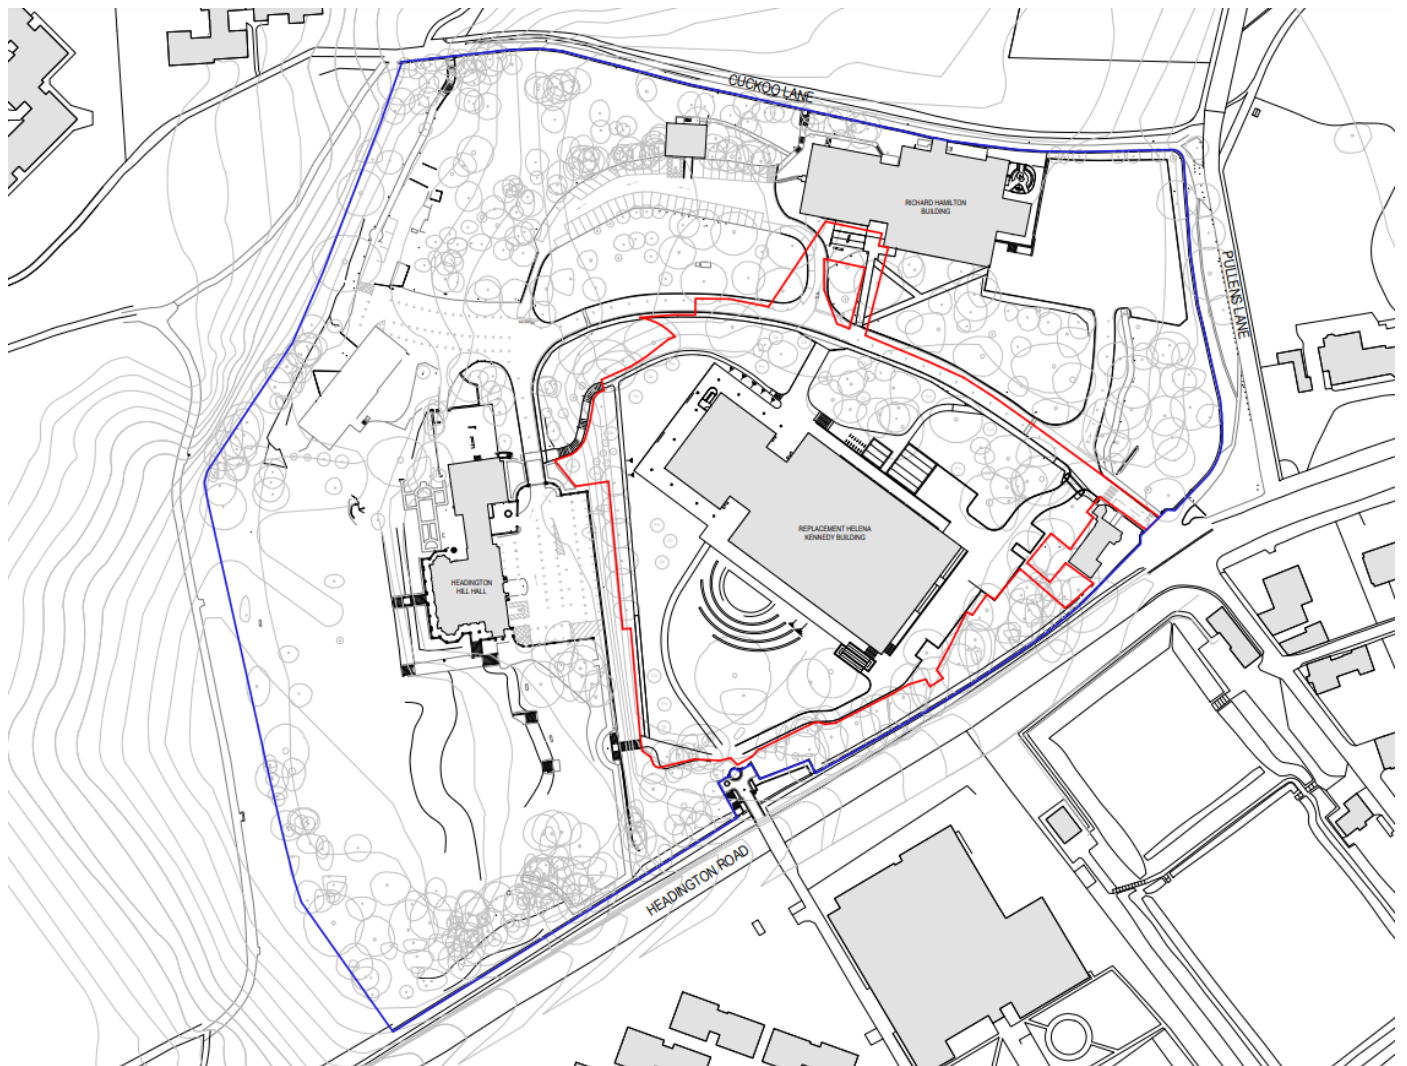 CUCKOO LANE
RICHARD HAMILTON
BUILDING
PULLENS LANE
REPLACEMENT HELENA
KENNEDY BUILDING
HEADINGTON
HILL HALL
HEADINGTON ROAD